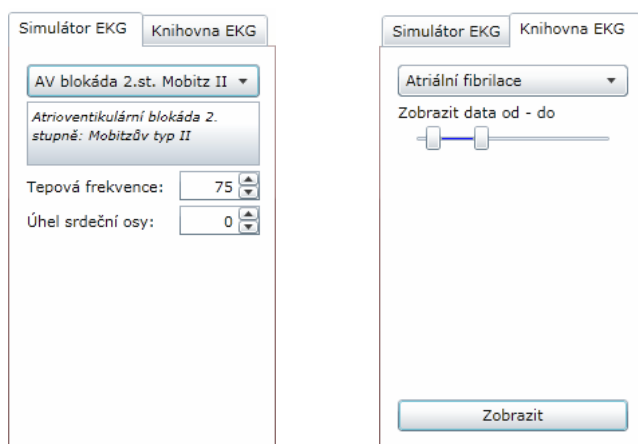 Simulátor EKG
Knihovna EKG
AV blokáda 2.st. Mobitz II
Atrioventikulární blokáda 2.
stupně: Mobitzův typ II
Tepová frekvence: 75
Úhel srdeční osy: 0
Simulátor EKG
Knihovna EKG
Atriální fibrilace
Zobrazit data od - do
Zobrazit